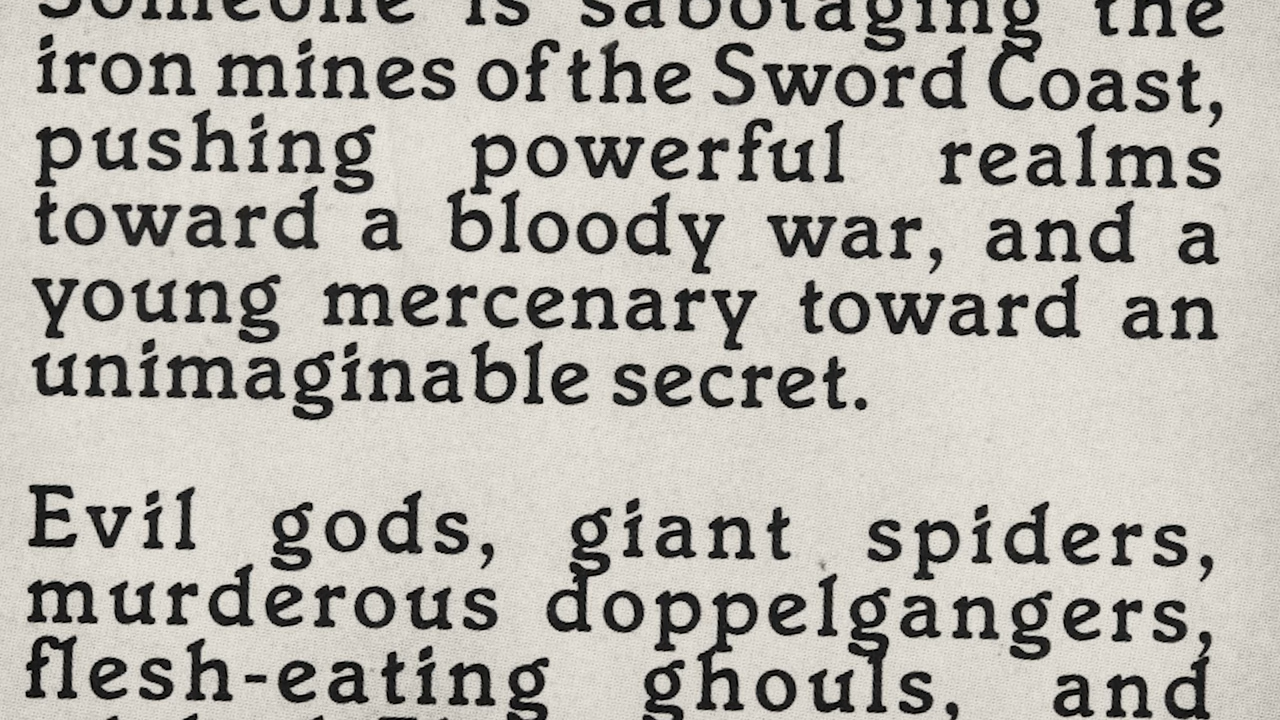 Someone is sabotaging the
iron mines of the Sword Coast,
pushing powerful realms
toward a bloody war, and a
young mercenary toward an
unimaginable secret.
Evil gods, giant spiders,
murderous doppelgangers,
flesh-eating ghouls, and